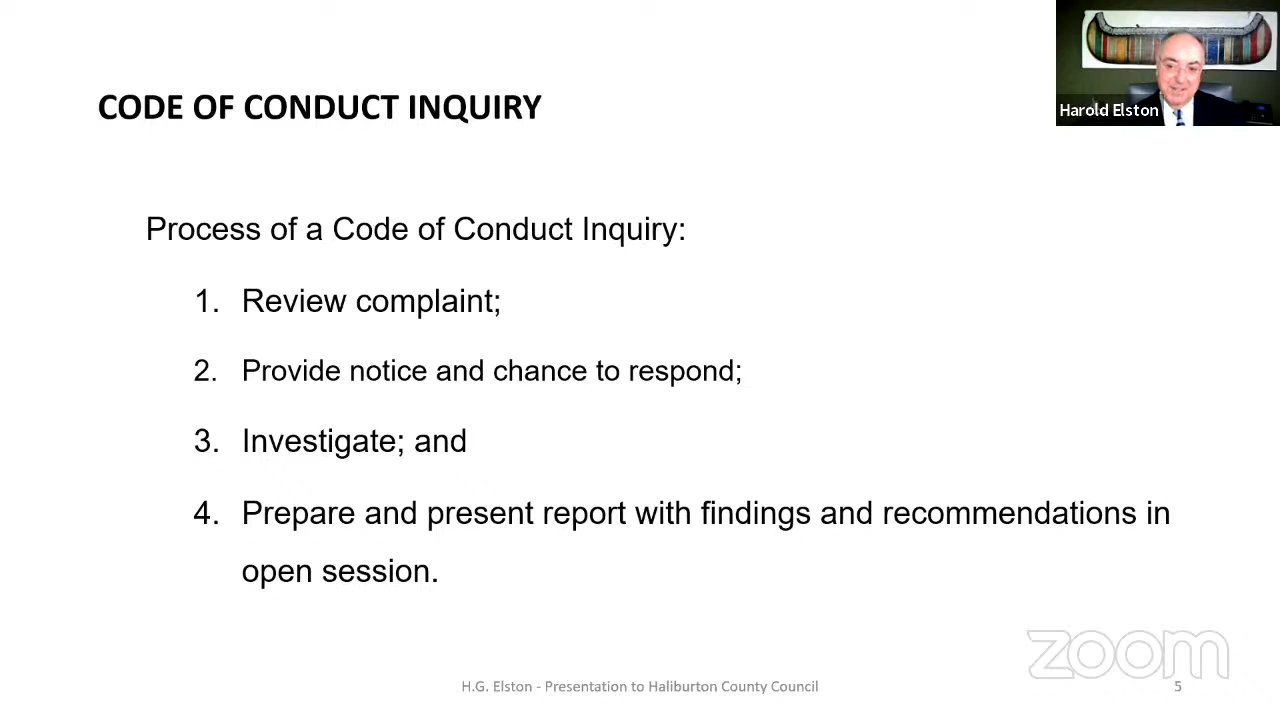 Harold Elston
CODE OF CONDUCT INQUIRY
Process of a Code of Conduct Inquiry:
1. Review complaint;
2. Provide notice and chance to respond;
3. Investigate; and
4. Prepare and present report with findings and recommendations in
open session.
zoom
H.G. Elston - Presentation to Haliburton County Council
5